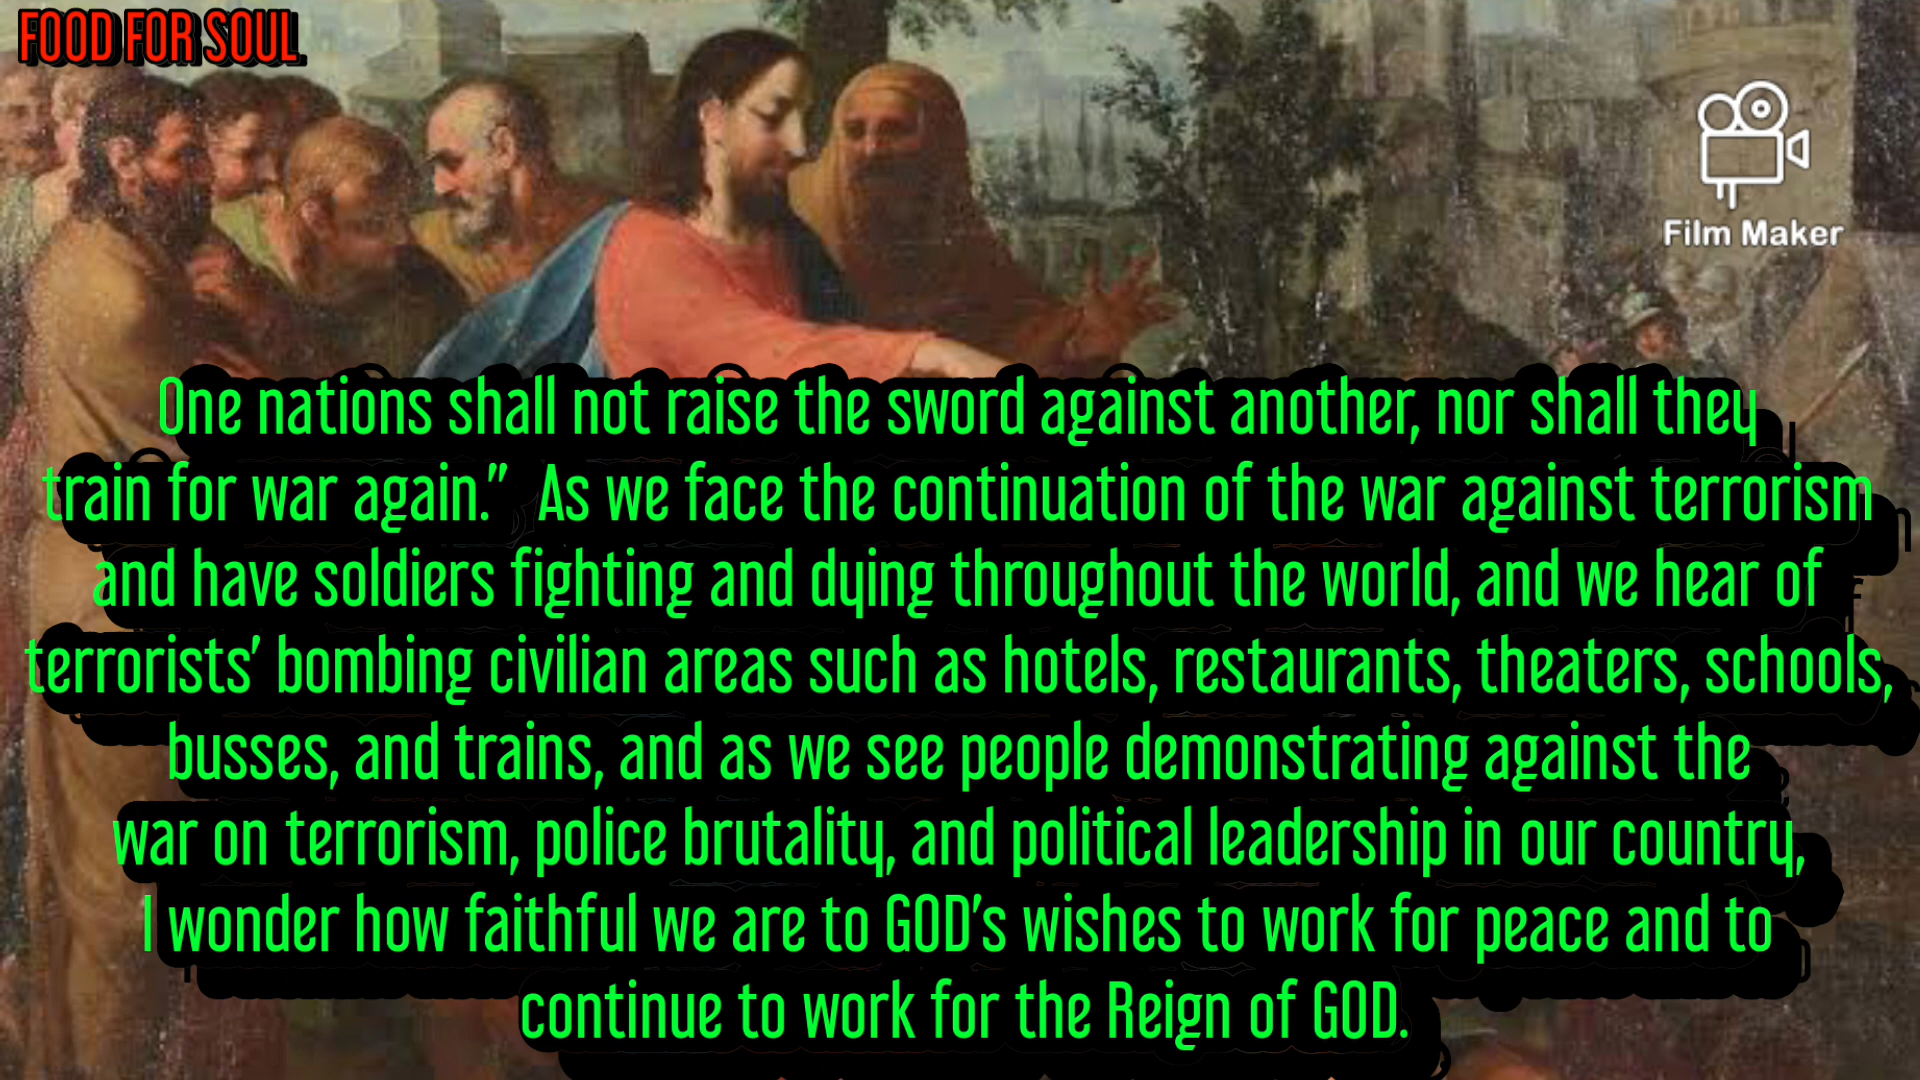 FOOD FOR SOUL
Film Maker
One nations shall not raise the sword against another, nor shall they
train for war again.” As we face the continuation of the war against terrorism
and have soldiers fighting and dying throughout the world, and we hear of
terrorists’ bombing civilian areas such as hotels, restaurants, theaters, schools,
busses, and trains, and as we see people demonstrating against the
war on terrorism, police brutality, and political leadership in our country,
I wonder how faithful we are to GOD’s wishes to work for peace and to
continue to work for the Reign of GOD.